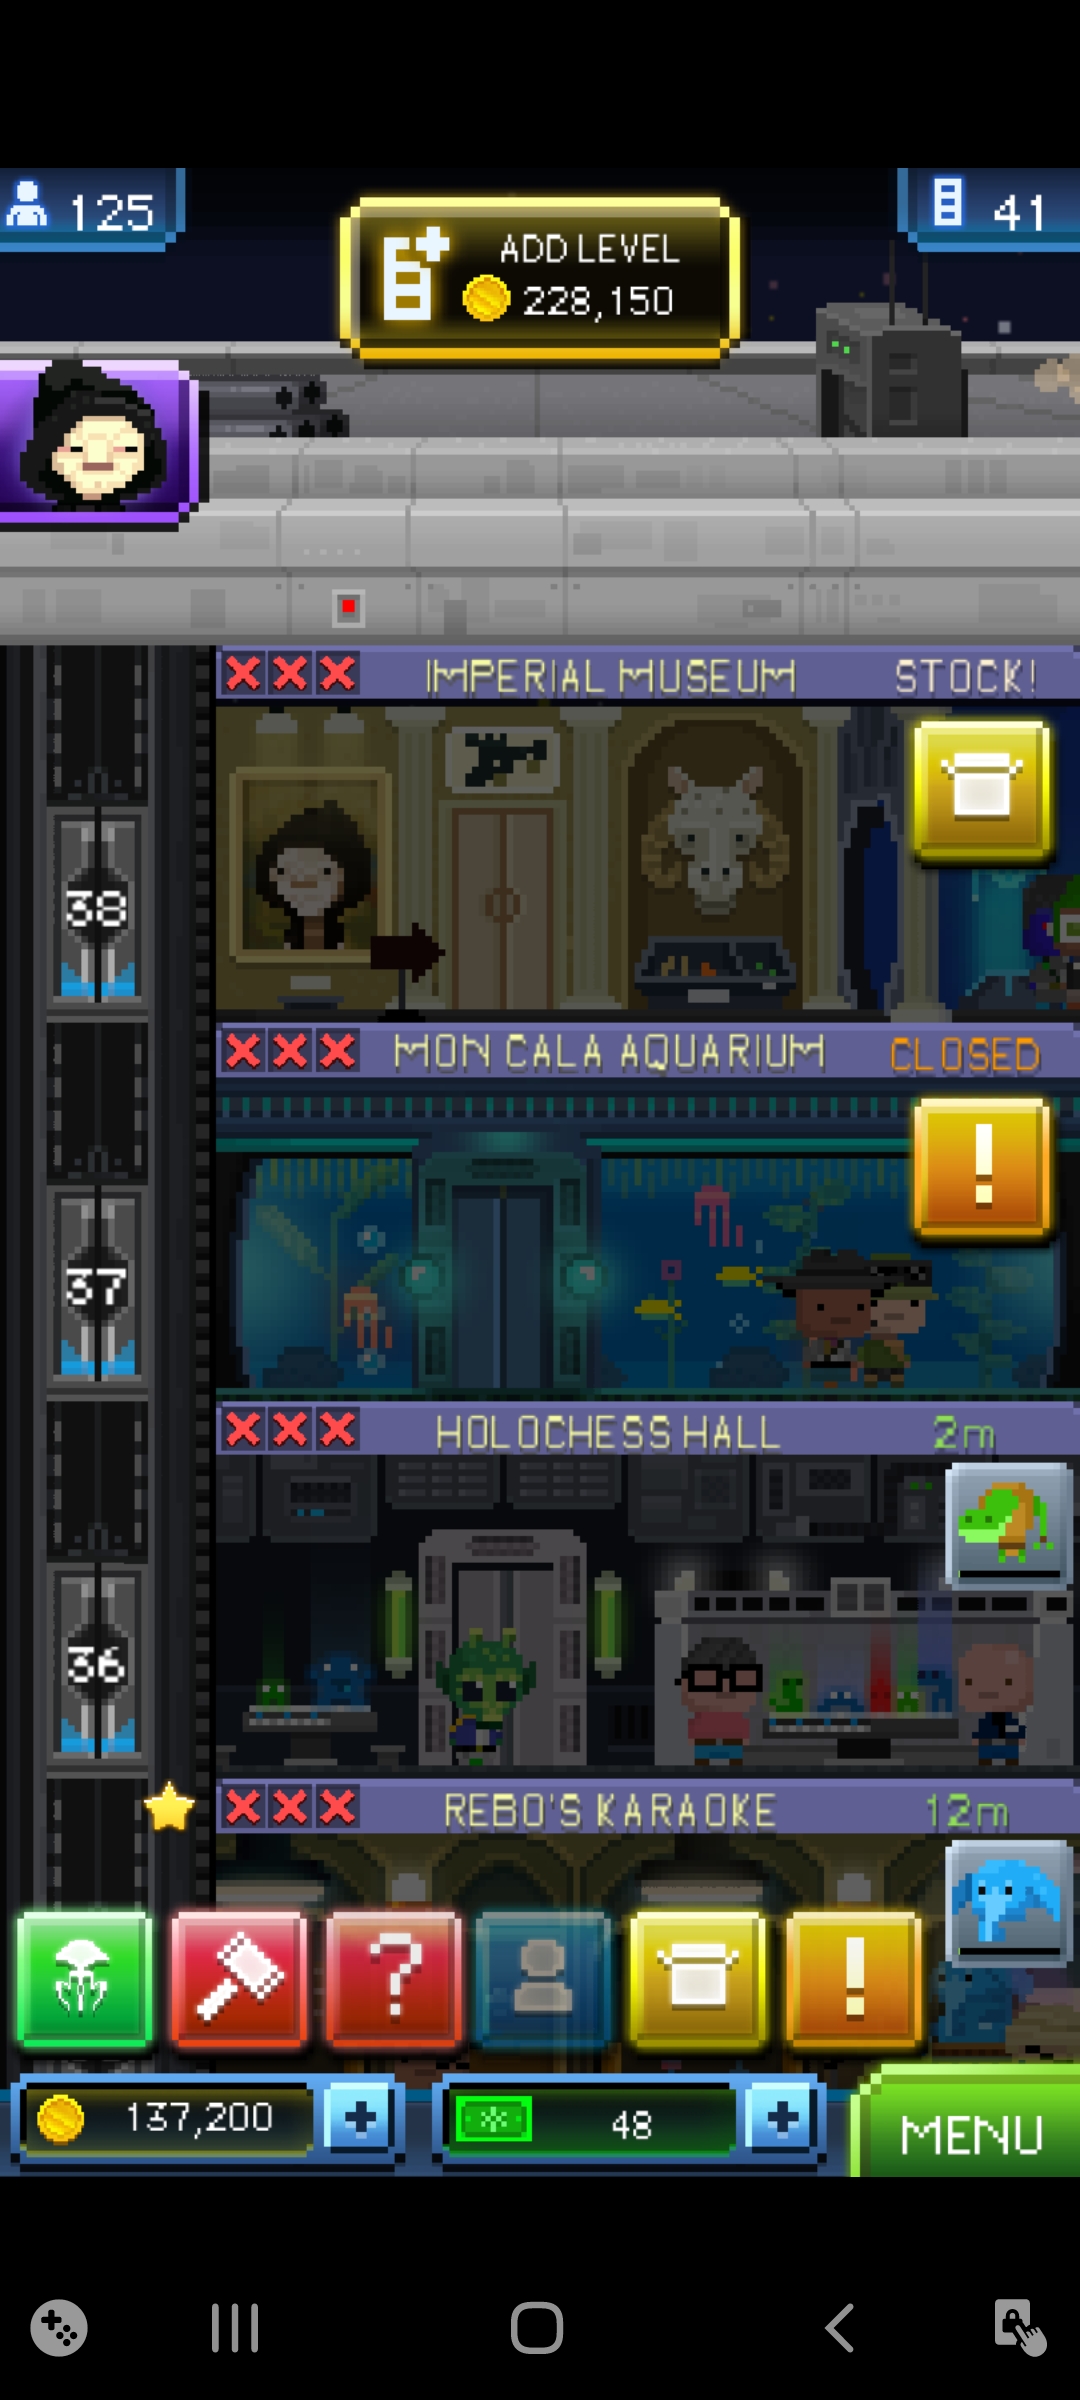 125
ADD LEVEL
228,150
41
IMPERIAL MUSEUM STOCK!
38
MON CALA AQUARIUM CLOSED
!
37
HOLOCHESS HALL 2m
36
REBO'S KARAOKE 12m
? !
137,200 + 48 + MENU